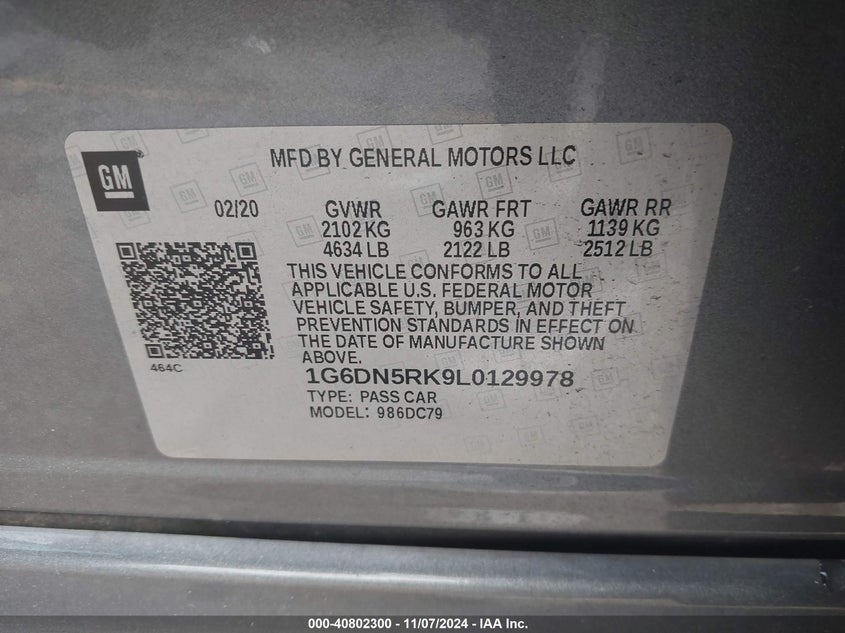 GM
MFD BY GENERAL MOTORS LLC
02/20 GVWR GAWR FRT GAWR RR
2102 KG 963 KG 1139 KG
4634 LB 2122 LB 2512 LB
THIS VEHICLE CONFORMS TO ALL
APPLICABLE U.S. FEDERAL MOTOR
VEHICLE SAFETY, BUMPER, AND THEFT
PREVENTION STANDARDS IN EFFECT ON
THE DATE OF MANUFACTURE SHOWN
ABOVE.
464C
1G6DN5RK9L0129978
TYPE: PASS CAR
MODEL: 986DC79
000-40802300 - 11/07/2024 - IAA Inc.